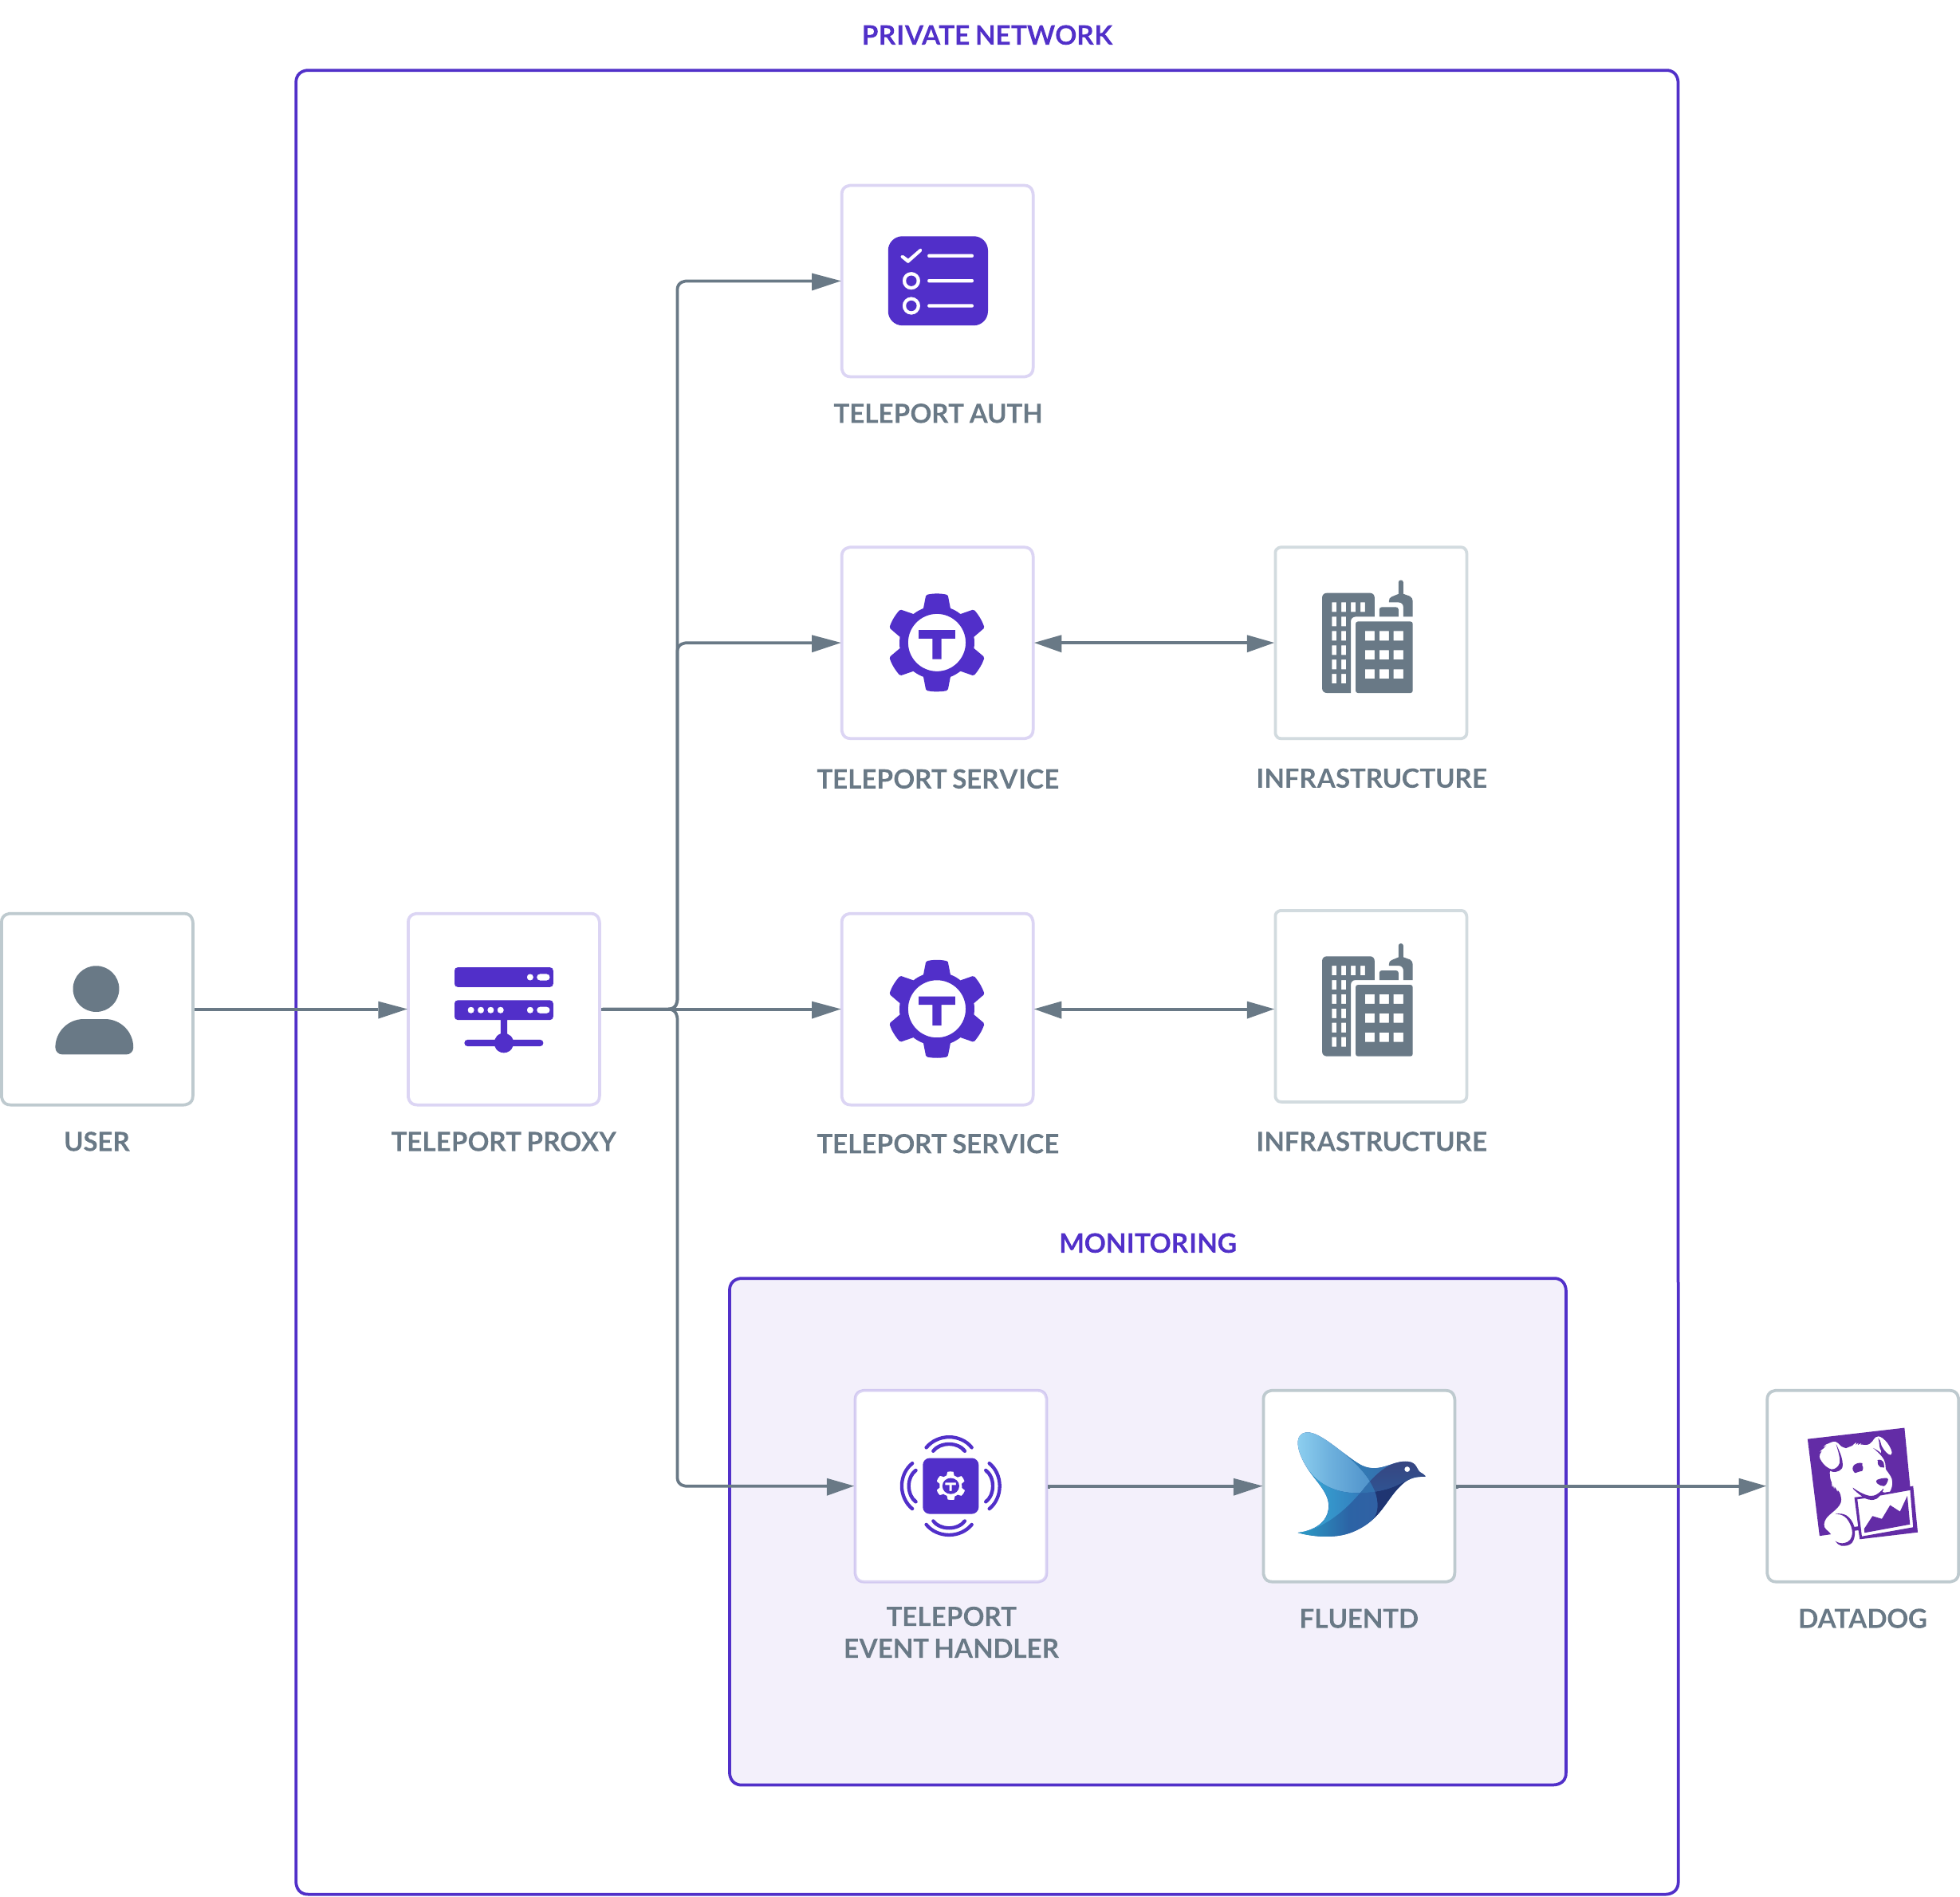 PRIVATE NETWORK
TELEPORT AUTH
T
TELEPORT SERVICE
INFRASTRUCTURE
USER
TELEPORT PROXY
T
TELEPORT SERVICE
INFRASTRUCTURE
MONITORING
T
TELEPORT
EVENT HANDLER
FLUENTD
DATADOG